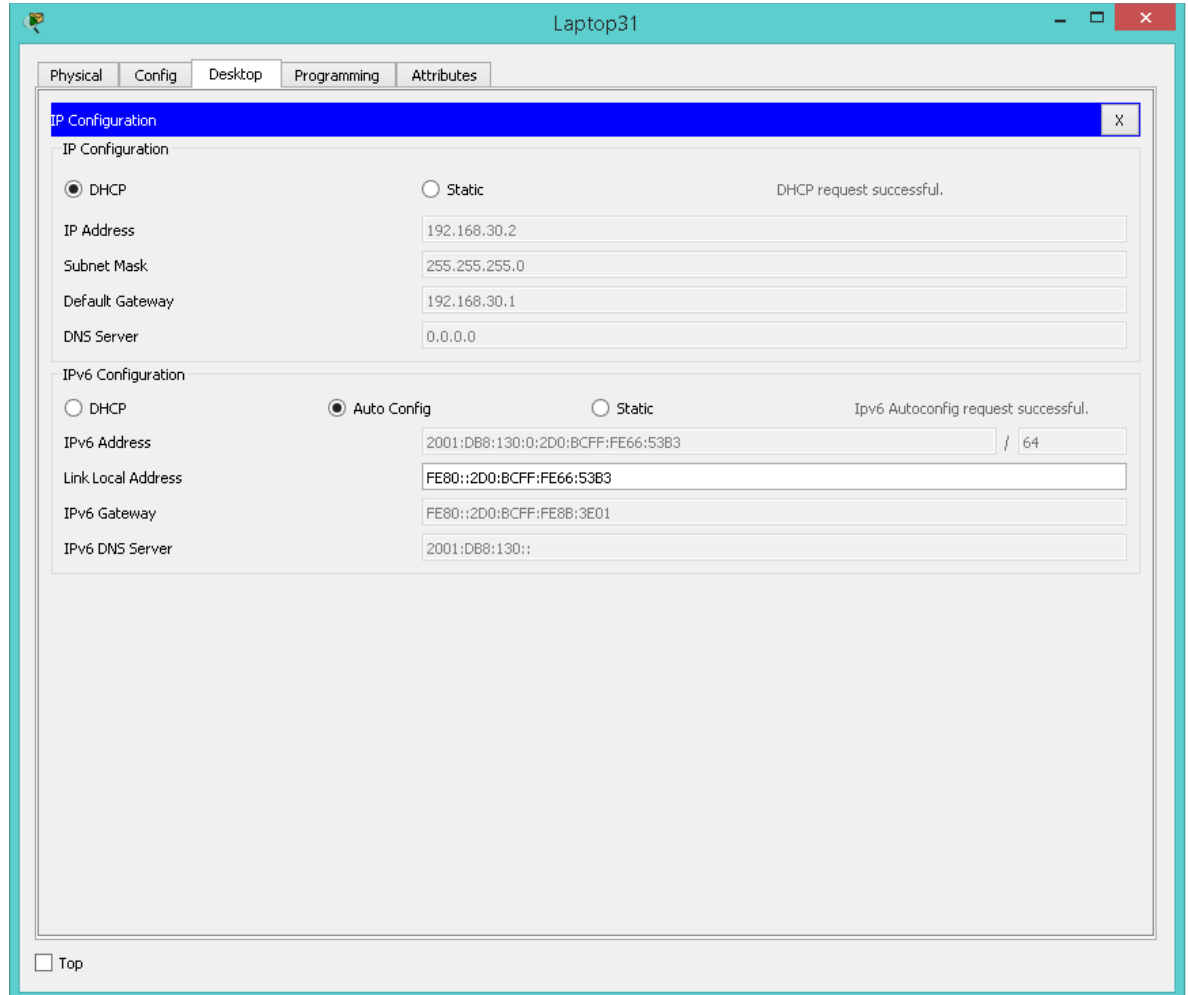 Laptop31
Physical Config Desktop Programming Attributes
IP Configuration X
IP Configuration
DHCP Static DHCP request successful.
IP Address 192.168.30.2
Subnet Mask 255.255.255.0
Default Gateway 192.168.30.1
DNS Server 0.0.0.0
IPv6 Configuration
DHCP Auto Config Static Ipv6 Autoconfig request successful.
IPv6 Address 2001:DB8:130:0:2D0:BCFF:FE66:53B3 / 64
Link Local Address FE80::2D0:BCFF:FE66:53B3
IPv6 Gateway FE80::2D0:BCFF:FE8B:3E01
IPv6 DNS Server 2001:DB8:130::
Top